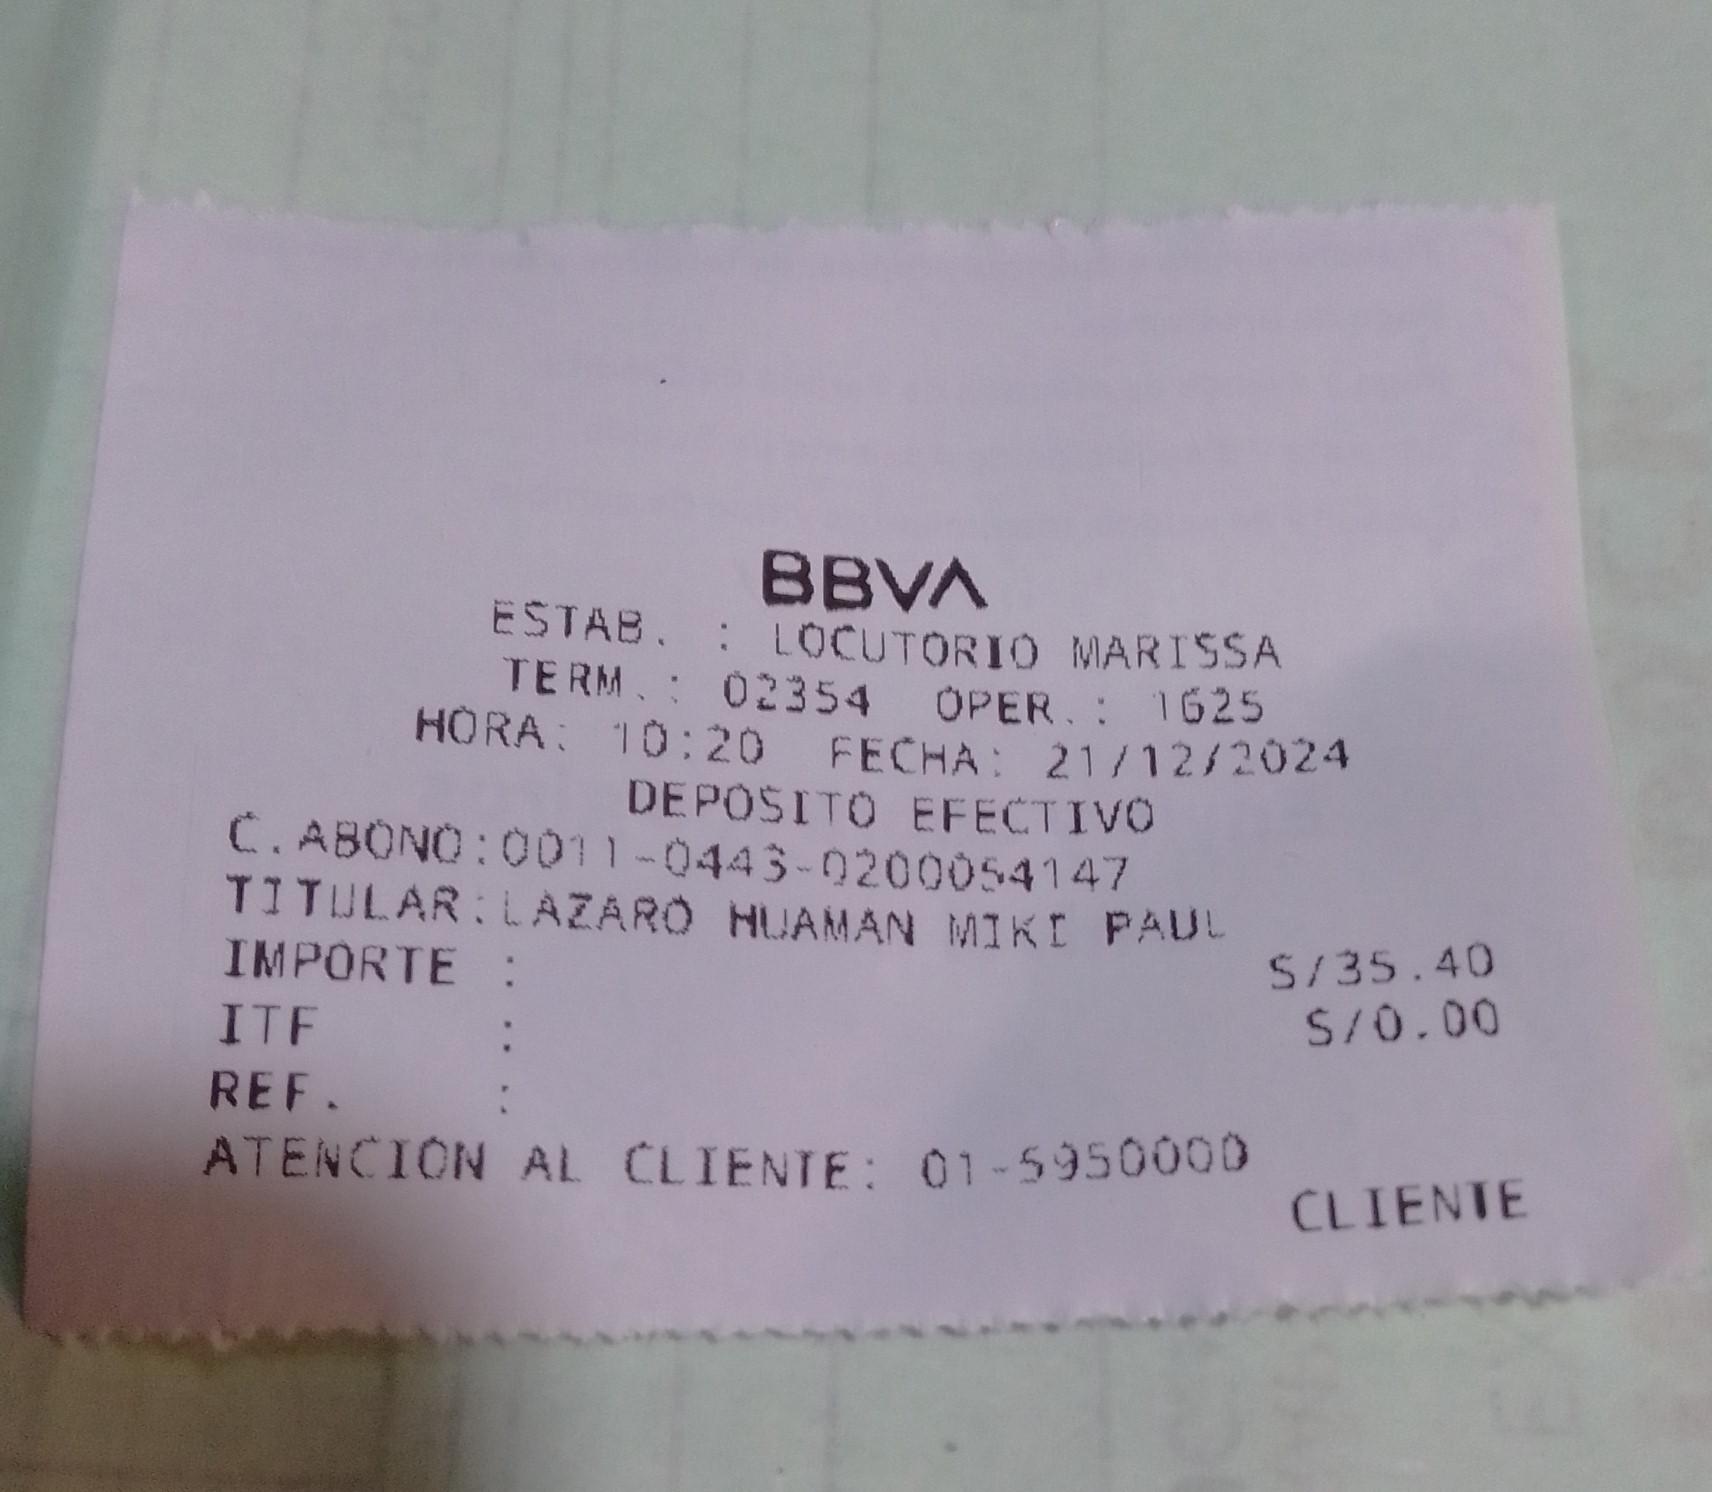 BBVA
ESTAB. : LOCUTORIO MARISSA
TERM.: 02354 OPER.: 1625
HORA: 10:20 FECHA: 21/12/2024
DEPOSITO EFECTIVO
C.ABONO:0011-0443-0200054147
TITULAR:LAZARO HUAMAN MIKI PAUL
IMPORTE : S/35.40
ITF : S/0.00
REF. :
ATENCION AL CLIENTE: 01-5950000
CLIENTE